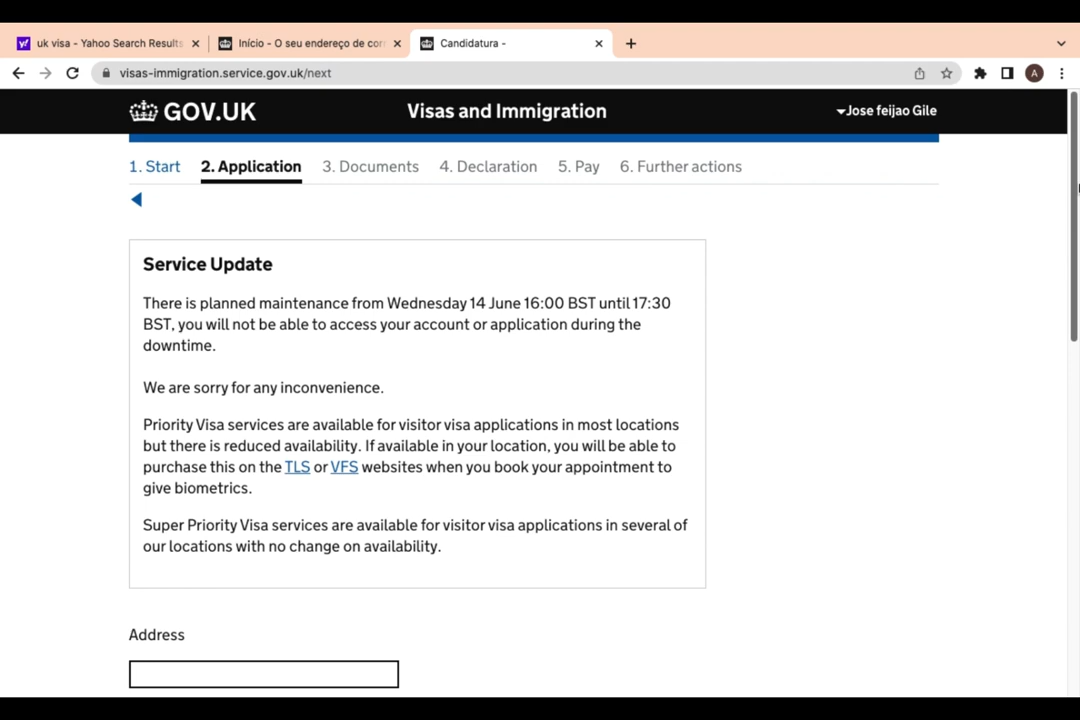 uk visa - Yahoo Search Results
Início - O seu endereço de cor
Candidatura -
visas-immigration.service.gov.uk/next
A
GOV.UK
Visas and Immigration
Jose feijao Gile
1. Start 2. Application 3. Documents 4. Declaration 5. Pay 6. Further actions
Service Update
There is planned maintenance from Wednesday 14 June 16:00 BST until 17:30
BST, you will not be able to access your account or application during the
downtime.
We are sorry for any inconvenience.
Priority Visa services are available for visitor visa applications in most locations
but there is reduced availability. If available in your location, you will be able to
purchase this on the TLS or VFS websites when you book your appointment to
give biometrics.
Super Priority Visa services are available for visitor visa applications in several of
our locations with no change on availability.
Address